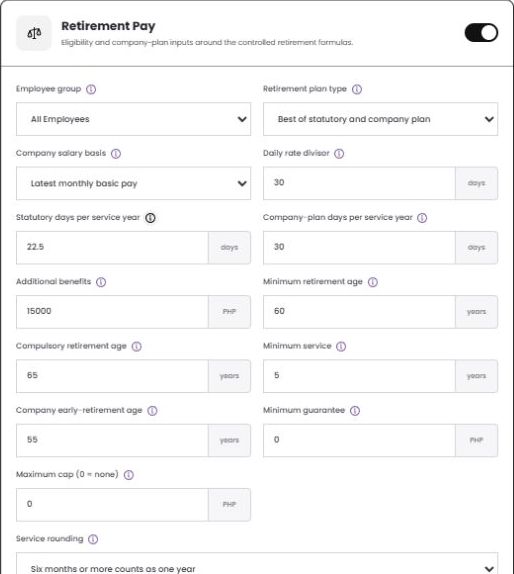 Retirement Pay
Eligibility and company-plan inputs around the controlled retirement formulas.
Employee group
Retirement plan type
All Employees
Best of statutory and company plan
Company salary basis
Daily rate divisor
Latest monthly basic pay
30 days
Statutory days per service year
Company-plan days per service year
22.5 days
30 days
Additional benefits
Minimum retirement age
15000 PHP
60 years
Compulsory retirement age
Minimum service
65 years
5 years
Company early-retirement age
Minimum guarantee
55 years
0 PHP
Maximum cap (0 = none)
0 PHP
Service rounding
Six months or more counts as one year